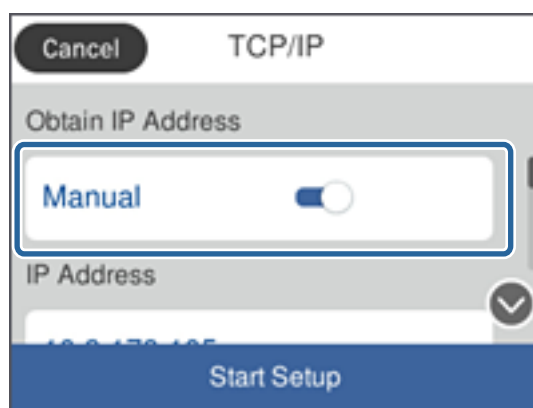 Cancel TCP/IP
Obtain IP Address
Manual
IP Address
Start Setup